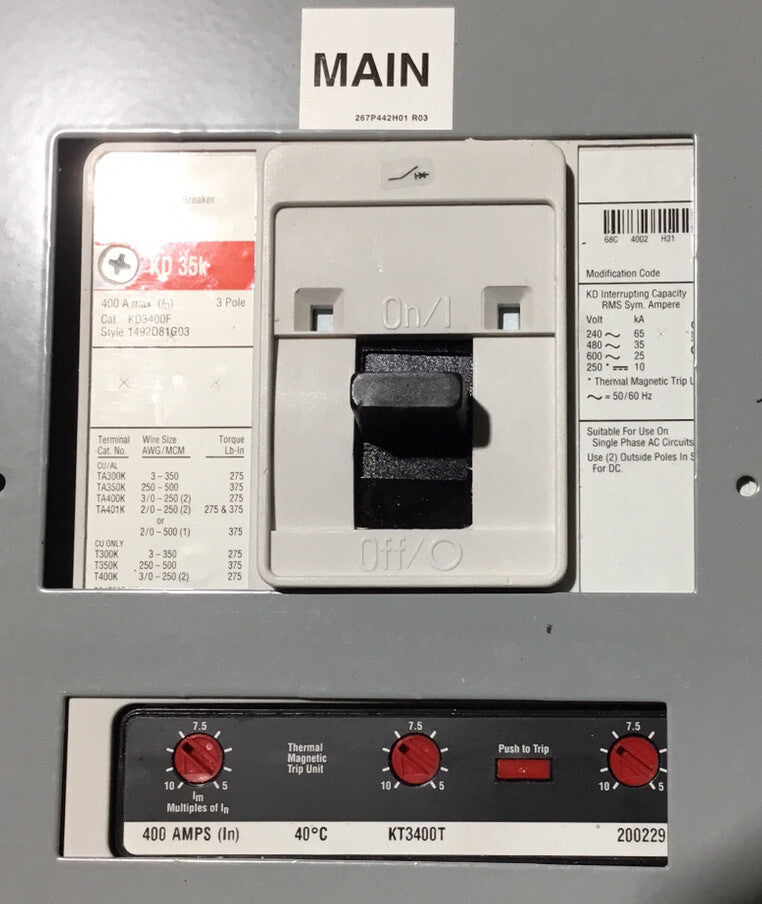 MAIN
267P442H01 R03
Breaker
KD 35k
400 A max (In) 3 Pole
Cat. KD3400F
Style 1492D81G03
Terminal Wire Size Torque
Cat. No. AWG/MCM Lb-In
CU/AL
TA300K 3-350 275
TA350K 250-500 375
TA400K 3/0-250 (2) 275
TA401K 2/0-250 (2) 275 & 375
or
2/0-500 (1) 375
CU ONLY
T300K 3-350 275
T350K 250-500 375
T400K 3/0-250 (2) 275
On/I
Off/O
68C 4002 H31
Modification Code
KD Interrupting Capacity
RMS Sym. Ampere
Volt kA
240 ~ 65
480 ~ 35
600 ~ 25
250 * ⎓ 10
* Thermal Magnetic Trip
~ = 50/60 Hz
Suitable For Use On
Single Phase AC Circuits
Use (2) Outside Poles In
For DC.
7.5
10 5
Im
Multiples of In
Thermal
Magnetic
Trip Unit
7.5
10 5
Push to Trip
7.5
10 5
400 AMPS (In) 40°C KT3400T 200229